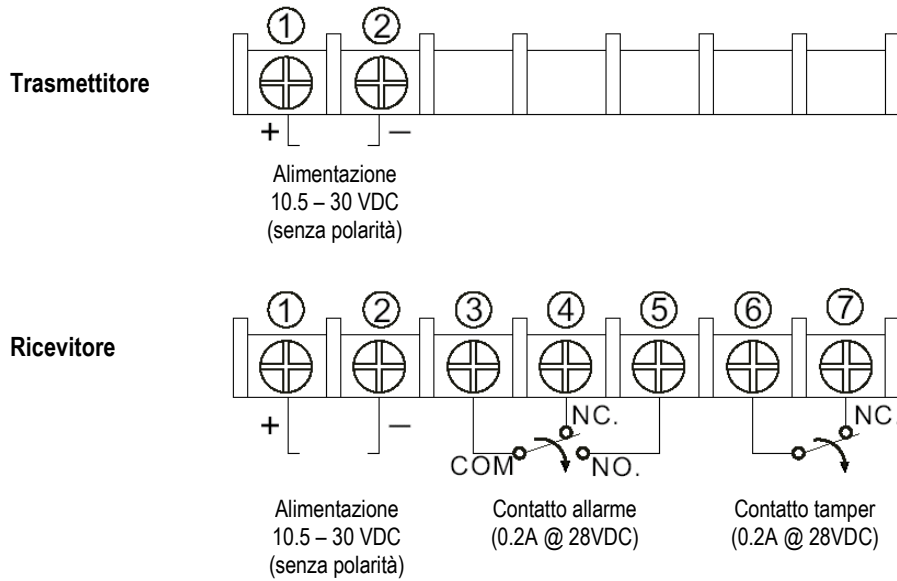 ① ②
Trasmettitore
+ –
Alimentazione
10.5 – 30 VDC
(senza polarità)
① ② ③ ④ ⑤ ⑥ ⑦
Ricevitore
+ –
NC. NC.
COM NO.
Alimentazione
10.5 – 30 VDC
(senza polarità)
Contatto allarme
(0.2A @ 28VDC)
Contatto tamper
(0.2A @ 28VDC)